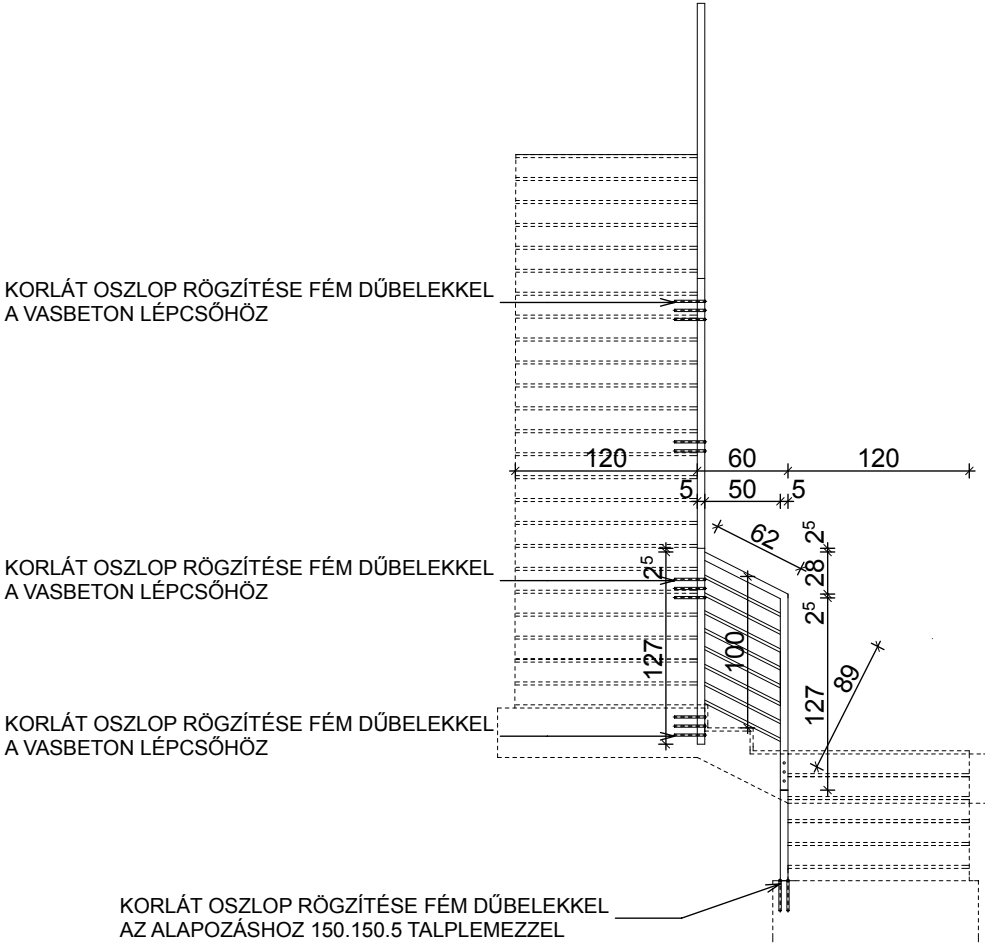 KORLÁT OSZLOP RÖGZÍTÉSE FÉM DŰBELEKKEL
A VASBETON LÉPCSŐHÖZ
120 60 120
5 50 5
62
2⁵
28
2⁵
127
89
KORLÁT OSZLOP RÖGZÍTÉSE FÉM DŰBELEKKEL
A VASBETON LÉPCSŐHÖZ
2⁵
127
100
KORLÁT OSZLOP RÖGZÍTÉSE FÉM DŰBELEKKEL
A VASBETON LÉPCSŐHÖZ
KORLÁT OSZLOP RÖGZÍTÉSE FÉM DŰBELEKKEL
AZ ALAPOZÁSHOZ 150.150.5 TALPLEMEZZEL